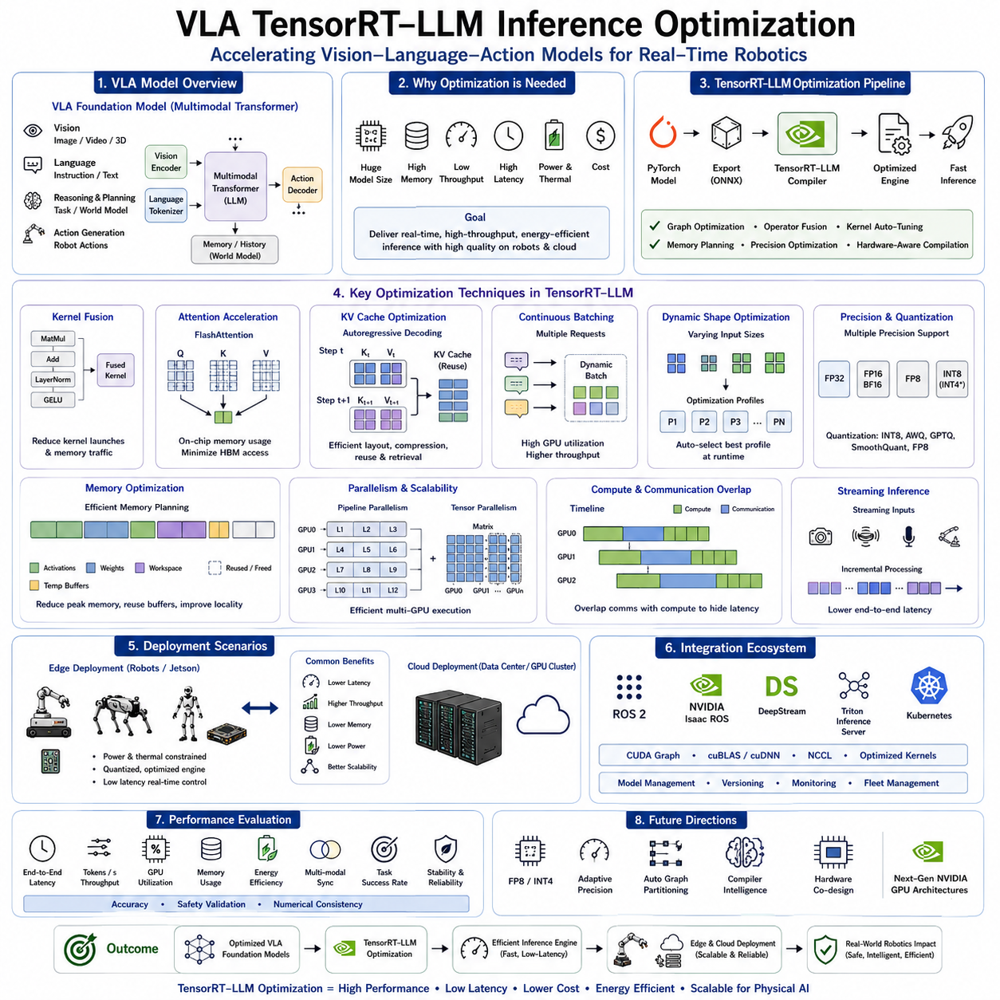 VLA TensorRT–LLM Inference Optimization
Accelerating Vision–Language–Action Models for Real–Time Robotics
1. VLA Model Overview
VLA Foundation Model (Multimodal Transformer)
Vision
Image / Video / 3D
Language
Instruction / Text
Reasoning & Planning
Task / World Model
Action Generation
Robot Actions
Vision
Encoder
Language
Tokenizer
•••
Multimodal
Transformer
(LLM)
Action
Decoder
•••
Memory / History
(World Model)
2. Why Optimization is Needed
Huge
Model Size
High
Memory
Low
Throughput
High
Latency
Power &
Thermal
$
Cost
Goal
Deliver real-time, high-throughput, energy-efficient
inference with high quality on robots & cloud
3. TensorRT-LLM Optimization Pipeline
PyTorch
Model
Export
(ONNX)
TensorRT–LLM
Compiler
Optimized
Engine
Fast
Inference
✓ Graph Optimization • Operator Fusion • Kernel Auto-Tuning
✓ Memory Planning • Precision Optimization • Hardware-Aware Compilation
4. Key Optimization Techniques in TensorRT–LLM
Kernel Fusion
MatMul
Add
LayerNorm
GELU
Fused
Kernel
Reduce kernel launches
& memory traffic
Attention Acceleration
FlashAttention
Q K V
On-chip memory usage
Minimize HBM access
KV Cache Optimization
Autoregressive Decoding
Step t
Kt Vt
KV Cache
(Reuse)
Step t+1
Kt+1 Vt+1
Efficient layout, compression,
reuse & retrieval
Continuous Batching
Multiple Requests
Dynamic
Batch
High GPU utilization
Higher throughput
Dynamic Shape Optimization
Varying Input Sizes
Optimization Profiles
P1 P2 P3 ... PN
Auto-select best profile
at runtime
Precision & Quantization
Multiple Precision Support
FP32
FP16
BF16
FP8
INT8
(INT4*)
Quantization: INT8, AWQ, GPTQ,
SmoothQuant, FP8
Memory Optimization
Efficient Memory Planning
Activations Weights Workspace Reused / Freed
Temp Buffers
Reduce peak memory, reuse buffers, improve locality
Parallelism & Scalability
Pipeline Parallelism
GPU0 L1 L2 L3
GPU1 L4 L5 L6
GPU2 L7 L8 L9
GPU3 L10 L11 L12
+
Tensor Parallelism
Matrix
GPU0 GPU1 ... GPUn
Efficient multi-GPU execution
Compute & Communication Overlap
Timeline
Compute Communication
GPU0
GPU1
GPU2
Overlap comms with compute to hide latency
Streaming Inference
Streaming Inputs
Incremental Processing
... ...
Lower end-to-end latency
5. Deployment Scenarios
Edge Deployment (Robots / Jetson)
• Power & thermal constrained
• Quantized, optimized engine
• Low latency real-time control
Common Benefits
Lower Latency
Higher Throughput
Lower Memory
Lower Power
Better Scalability
Cloud Deployment (Data Center / GPU Cluster)
6. Integration Ecosystem
ROS 2
NVIDIA
Isaac ROS
DS
DeepStream
Triton
Inference
Server
Kubernetes
CUDA Graph • cuBLAS / cuDNN • NCCL • Optimized Kernels
Model Management • Versioning • Monitoring • Fleet Management
7. Performance Evaluation
End-to-End
Latency
Tokens / s
Throughput
%
GPU
Utilization
Memory
Usage
Energy
Efficiency
Multi-modal
Sync
Task
Success Rate
Stability &
Reliability
Accuracy • Safety Validation • Numerical Consistency
8. Future Directions
FP8 / INT4
Adaptive
Precision
Auto Graph
Partitioning
Compiler
Intelligence
Hardware
Co-design
Next-Gen NVIDIA
GPU Architectures
Outcome
Optimized VLA
Foundation Models
TensorRT–LLM
Optimization
Efficient Inference Engine
(Fast, Low-Latency)
Edge & Cloud Deployment
(Scalable & Reliable)
Real-World Robotics Impact
(Safe, Intelligent, Efficient)
TensorRT–LLM Optimization = High Performance • Low Latency • Lower Cost • Energy Efficient • Scalable for Physical AI